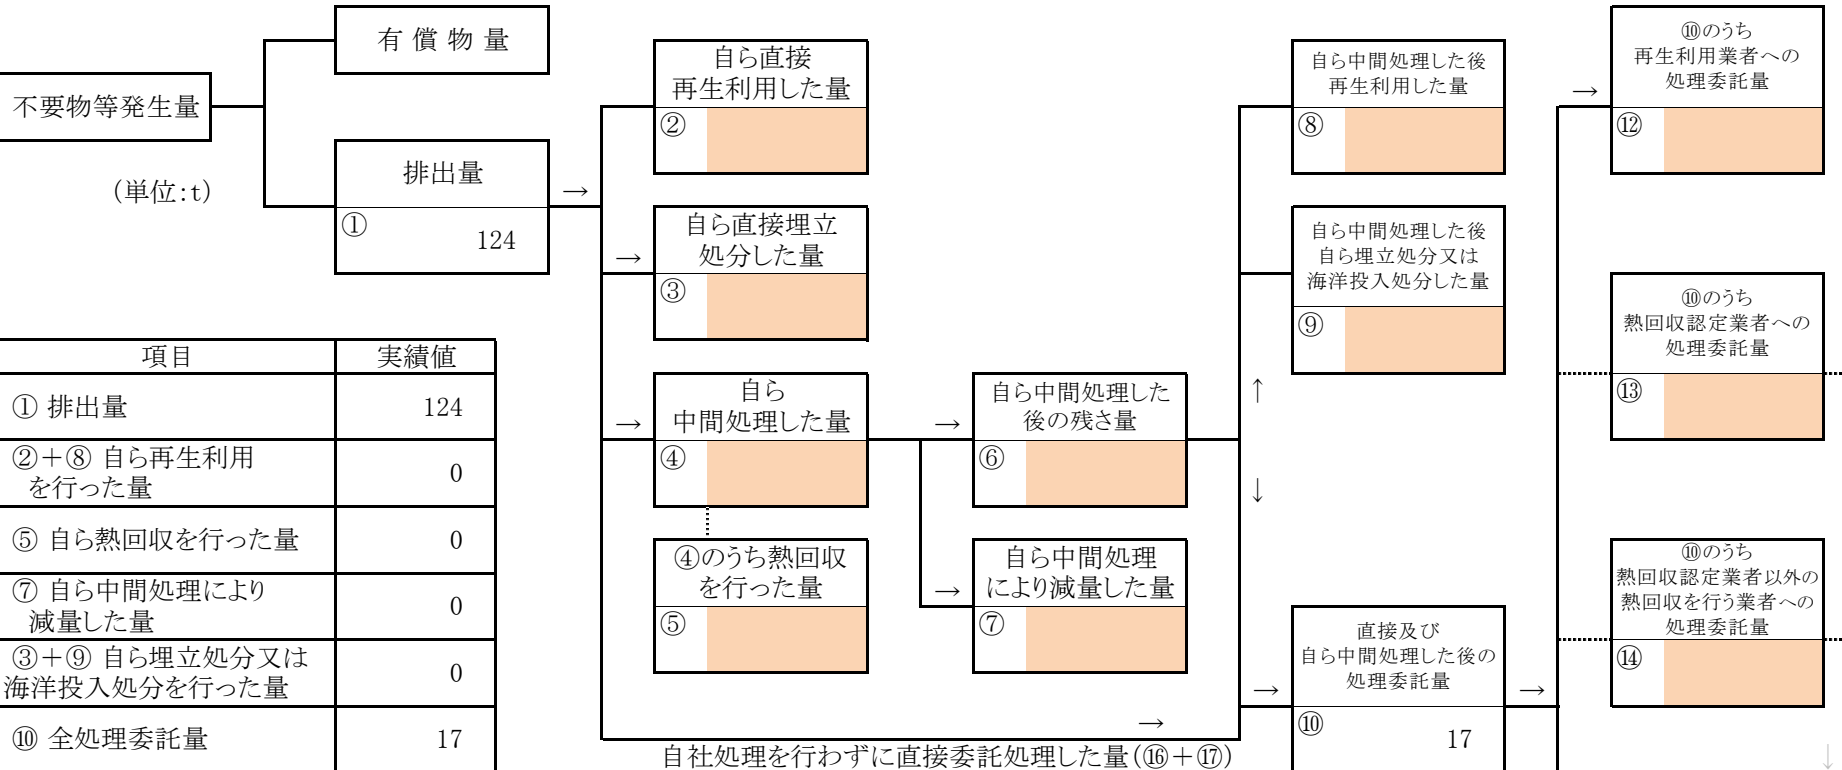 不要物等発生量
(単位:t)
有 償 物 量
排出量
①
124
→
自ら直接
再生利用した量
②
→
自ら直接埋立
処分した量
③
→
自ら
中間処理した量
④
④のうち熱回収
を行った量
⑤
→
自ら中間処理した
後の残さ量
⑥
→
自ら中間処理
により減量した量
⑦
→
自社処理を行わずに直接委託処理した量(⑯+⑰)
自ら中間処理した後
再生利用した量
⑧
自ら中間処理した後
自ら埋立処分又は
海洋投入処分した量
⑨
↑
↓
→
直接及び
自ら中間処理した後の
処理委託量
⑩
17
→
→
⑩のうち
再生利用業者への
処理委託量
⑫
⑩のうち
熱回収認定業者への
処理委託量
⑬
⑩のうち
熱回収認定業者以外の
熱回収を行う業者への
処理委託量
⑭
↓
項目 実績値
① 排出量 124
②+⑧ 自ら再生利用
を行った量 0
⑤ 自ら熱回収を行った量 0
⑦ 自ら中間処理により
減量した量 0
③+⑨ 自ら埋立処分又は
海洋投入処分を行った量 0
⑩ 全処理委託量 17